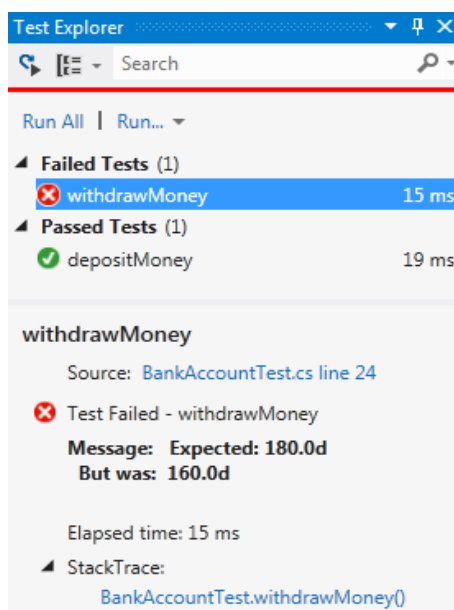 Test Explorer
Search
Run All | Run...
Failed Tests (1)
withdrawMoney 15 ms
Passed Tests (1)
depositMoney 19 ms
withdrawMoney
Source: BankAccountTest.cs line 24
Test Failed - withdrawMoney
Message: Expected: 180.0d
But was: 160.0d
Elapsed time: 15 ms
StackTrace:
BankAccountTest.withdrawMoney()